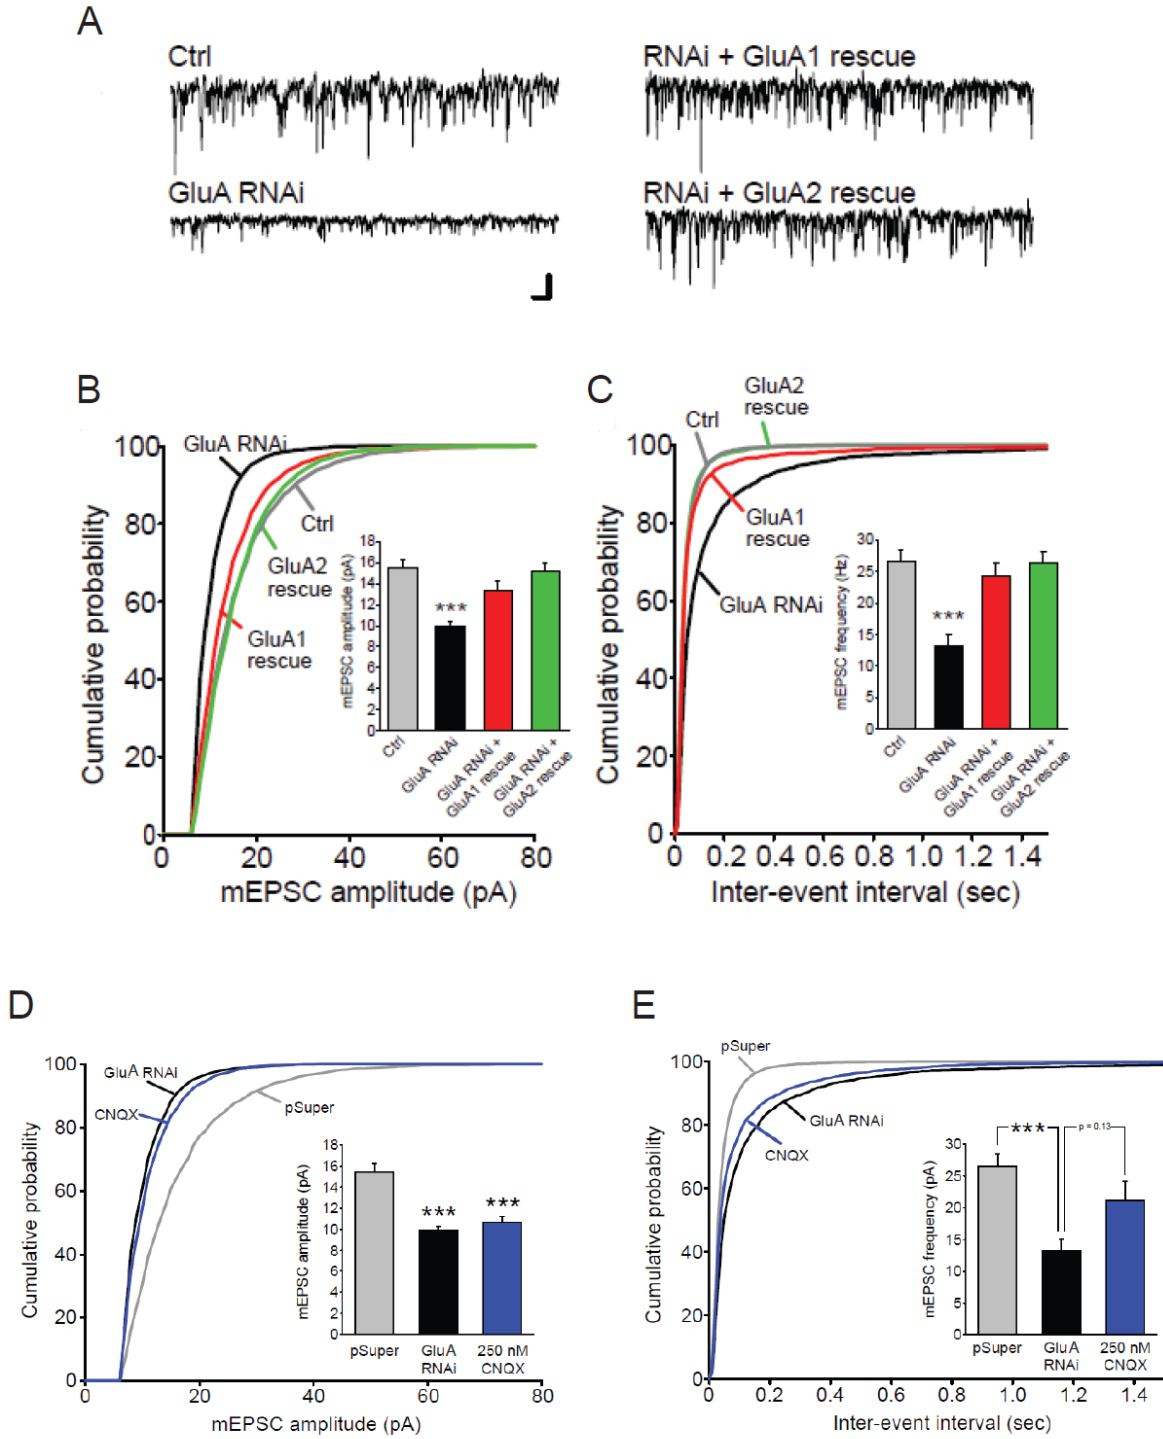 A
Ctrl
RNAi + GluA1 rescue
GluA RNAi
RNAi + GluA2 rescue
B
GluA RNAi
Ctrl
GluA2
rescue
GluA1
rescue
Cumulative probability
100
80
60
40
20
0
0 20 40 60 80
mEPSC amplitude (pA)
mEPSC amplitude (pA)
18
16
14
12
10
8
6
4
2
0
***
Ctrl
GluA RNAi
GluA RNAi +
GluA1 rescue
GluA RNAi +
GluA2 rescue
C
GluA2
rescue
Ctrl
GluA1
rescue
GluA RNAi
Cumulative probability
100
80
60
40
20
0
0 0.2 0.4 0.6 0.8 1 1.2 1.4
Inter-event interval (sec)
mEPSC frequency (Hz)
30
25
20
15
10
5
0
***
Ctrl
GluA RNAi
GluA RNAi +
GluA1 rescue
GluA RNAi +
GluA2 rescue
D
GluA RNAi
CNQX
pSuper
Cumulative probability
100
80
60
40
20
0
0 20 40 60 80
mEPSC amplitude (pA)
mEPSC amplitude (pA)
18
16
14
12
10
8
6
4
2
0
*** ***
pSuper GluA 250 nM
RNAi CNQX
E
pSuper
GluA RNAi
CNQX
Cumulative probability
100
80
60
40
20
0
0 0.2 0.4 0.6 0.8 1.0 1.2 1.4
Inter-event interval (sec)
mEPSC frequency (pA)
30
25
20
15
10
5
0
*** p = 0.13
pSuper GluA 250 nM
RNAi CNQX